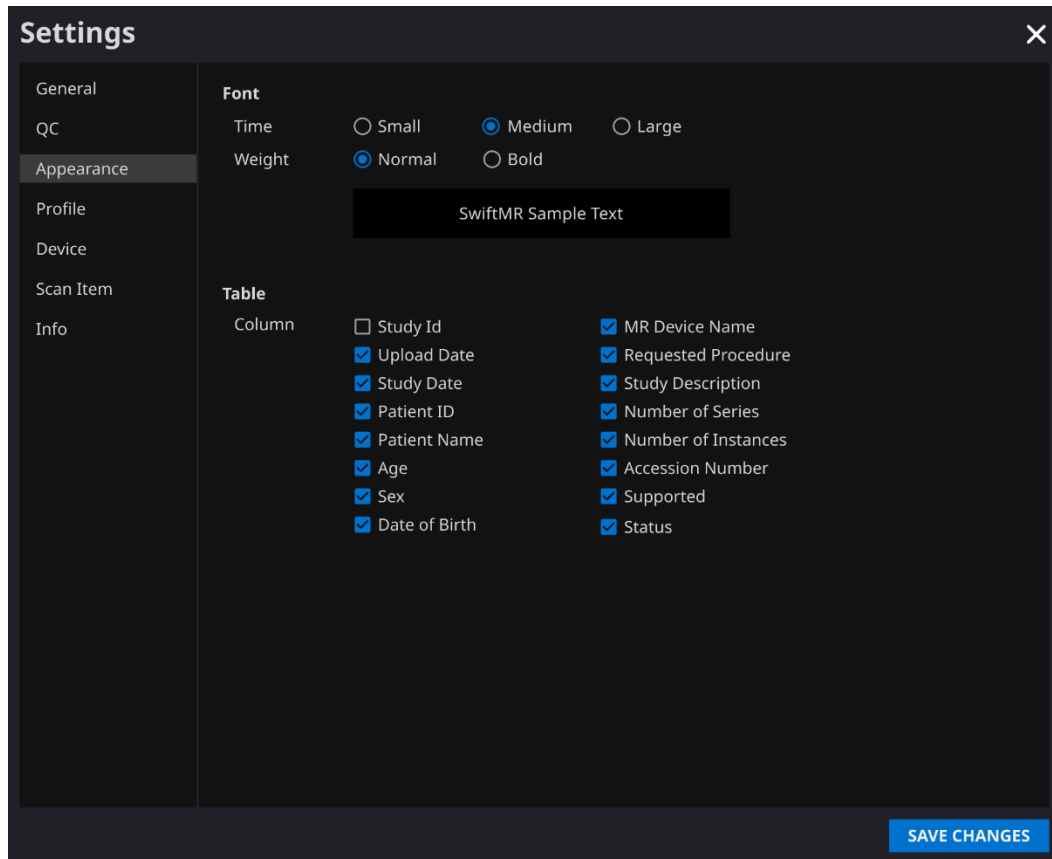 Settings
General
QC
Appearance
Profile
Device
Scan Item
Info
Font
Time Small Medium Large
Weight Normal Bold
SwiftMR Sample Text
Table
Column Study Id MR Device Name
Upload Date Requested Procedure
Study Date Study Description
Patient ID Number of Series
Patient Name Number of Instances
Age Accession Number
Sex Supported
Date of Birth Status
SAVE CHANGES